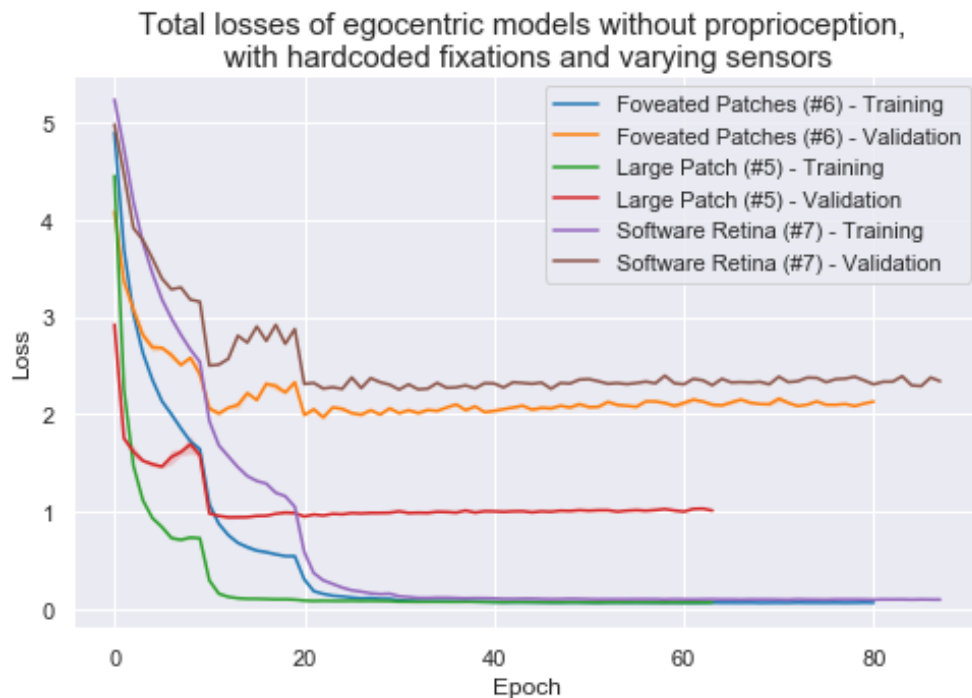 Total losses of egocentric models without proprioception,
with hardcoded fixations and varying sensors
Foveated Patches (#6) - Training
Foveated Patches (#6) - Validation
Large Patch (#5) - Training
Large Patch (#5) - Validation
Software Retina (#7) - Training
Software Retina (#7) - Validation
5
4
3
2
1
0
Loss
0 20 40 60 80
Epoch